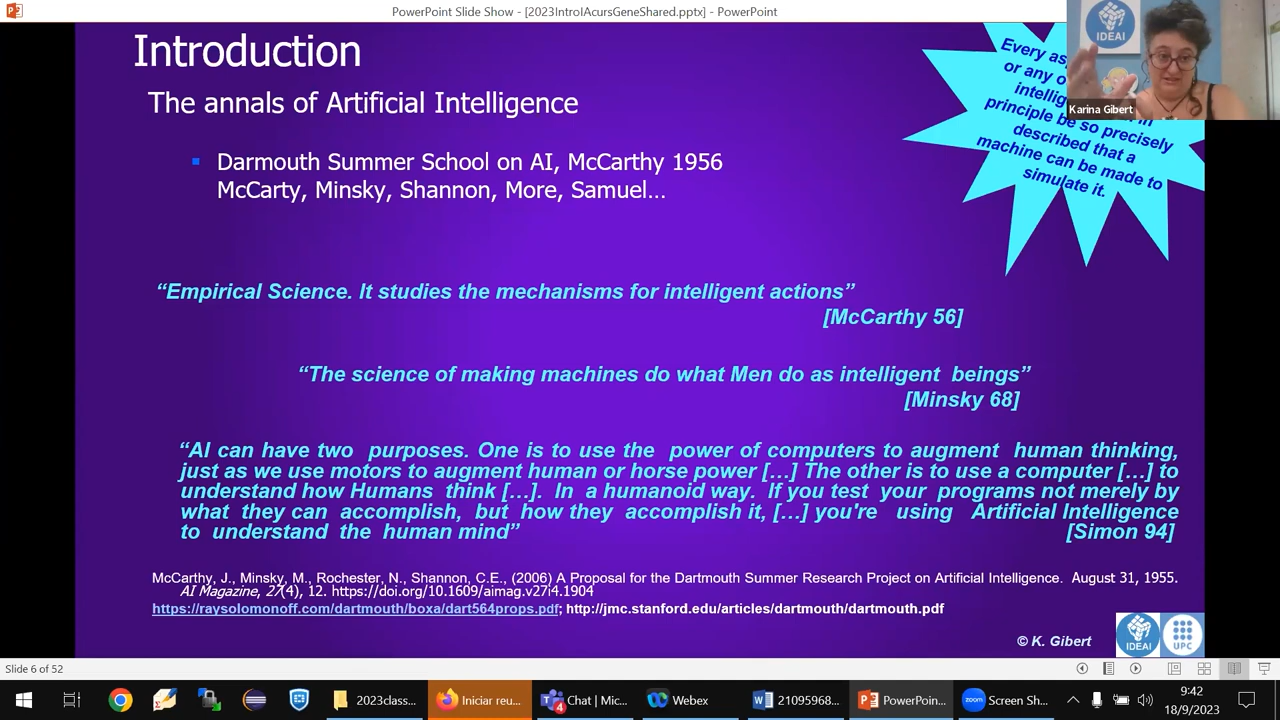 PowerPoint Slide Show - [2023IntroIAcursGeneShared.pptx] - PowerPoint
Introduction
The annals of Artificial Intelligence
Darmouth Summer School on AI, McCarthy 1956
McCarty, Minsky, Shannon, More, Samuel...
Every as
or any o
intellig
in
principle be so precisely
described that a
machine can be made to
simulate it.
IDEAI
Karina Gibert
“Empirical Science. It studies the mechanisms for intelligent actions”
[McCarthy 56]
“The science of making machines do what Men do as intelligent beings”
[Minsky 68]
“AI can have two purposes. One is to use the power of computers to augment human thinking,
just as we use motors to augment human or horse power [...] The other is to use a computer [...] to
understand how Humans think [...]. In a humanoid way. If you test your programs not merely by
what they can accomplish, but how they accomplish it, [...] you're using Artificial Intelligence
to understand the human mind” [Simon 94]
McCarthy, J., Minsky, M., Rochester, N., Shannon, C.E., (2006) A Proposal for the Dartmouth Summer Research Project on Artificial Intelligence. August 31, 1955.
AI Magazine, 27(4), 12. https://doi.org/10.1609/aimag.v27i4.1904
https://raysolomonoff.com/dartmouth/boxa/dart564props.pdf; http://jmc.stanford.edu/articles/dartmouth/dartmouth.pdf
© K. Gibert
IDEAI
UPC
Slide 6 of 52
2023class...
Iniciar reu...
4
Chat | Mic...
Webex
21095968...
PowerPoin...
zoom
Screen Sh...
9:42
18/9/2023